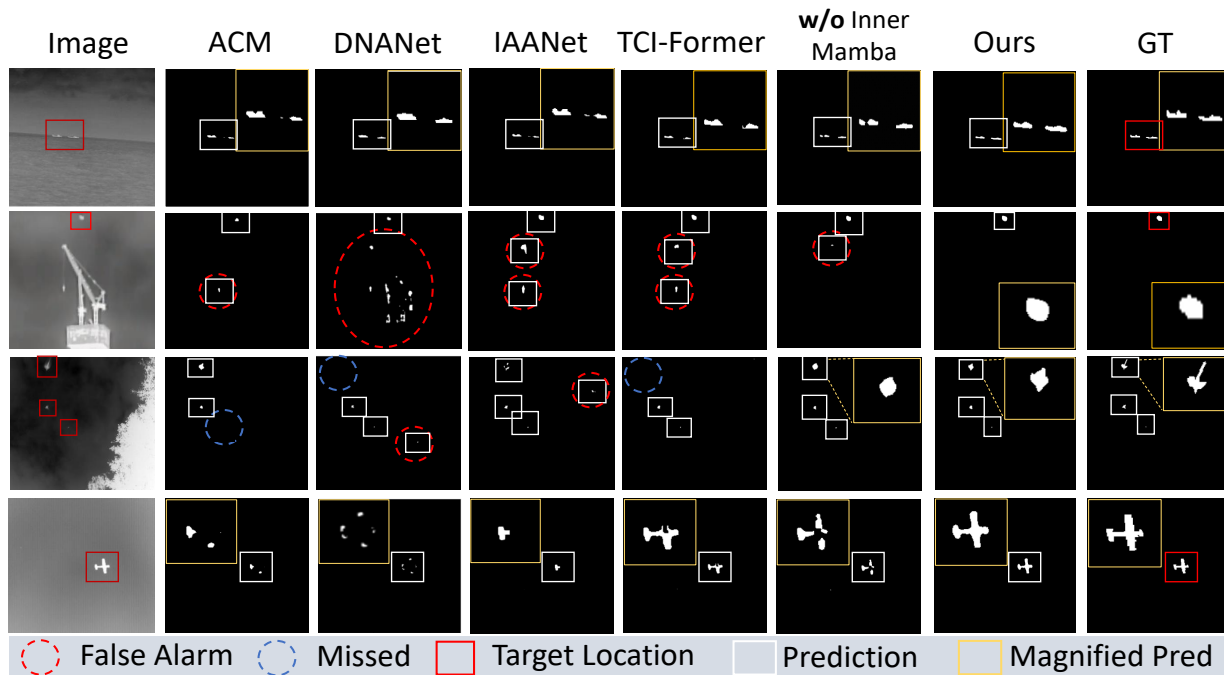 Image ACM DNANet IAANet TCI-Former w/o Inner Mamba Ours GT
False Alarm Missed Target Location Prediction Magnified Pred